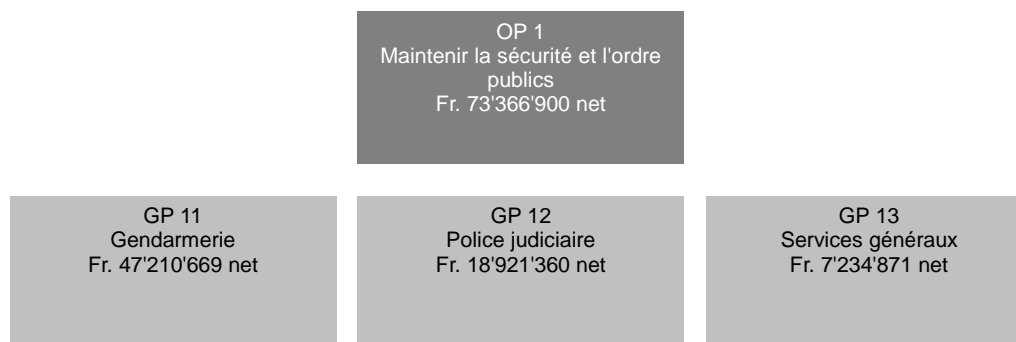 OP 1
Maintenir la sécurité et l'ordre
publics
Fr. 73'366'900 net
GP 11
Gendarmerie
Fr. 47'210'669 net
GP 12
Police judiciaire
Fr. 18'921'360 net
GP 13
Services généraux
Fr. 7'234'871 net